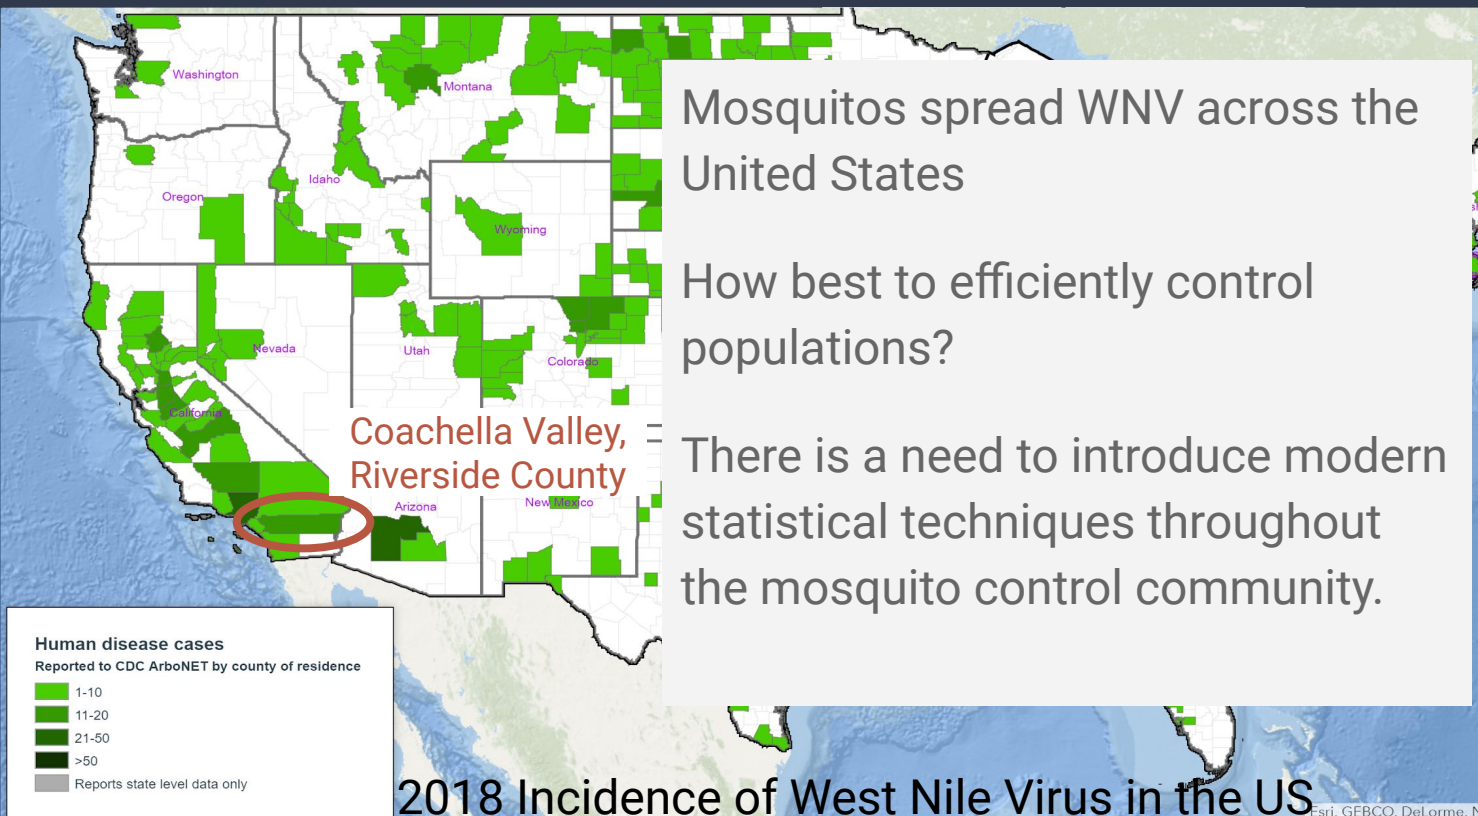 Washington
Montana
Oregon
Idaho
Wyoming
Nevada
Utah
Colorado
California
Arizona
New Mexico
Coachella Valley,
Riverside County
Mosquitos spread WNV across the
United States
How best to efficiently control
populations?
There is a need to introduce modern
statistical techniques throughout
the mosquito control community.
Human disease cases
Reported to CDC ArboNET by county of residence
1-10
11-20
21-50
>50
Reports state level data only
2018 Incidence of West Nile Virus in the US
Esri, GEBCO, DeLorme, N